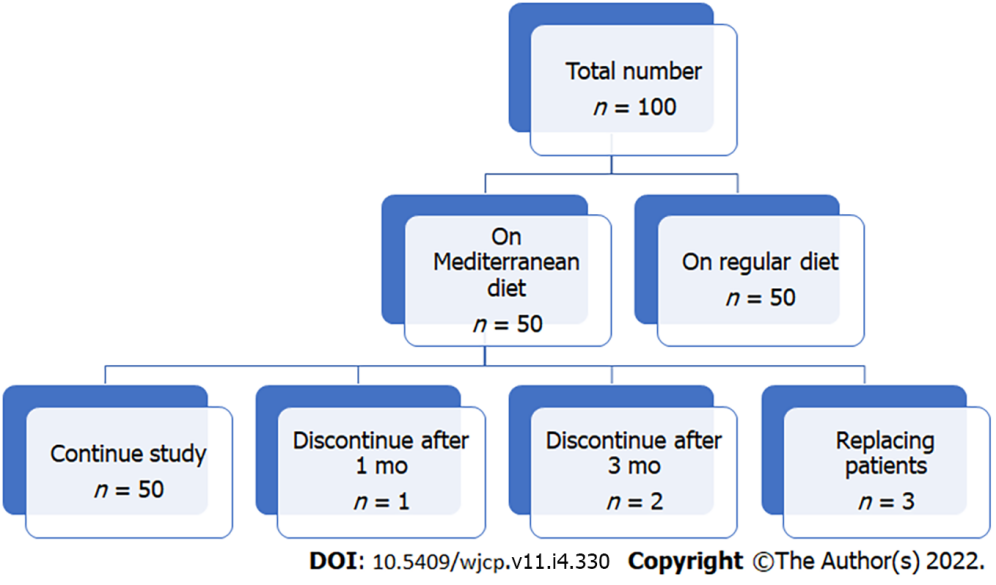 Total number
n = 100
On
Mediterranean
diet
n = 50
On regular diet
n = 50
Continue study
n = 50
Discontinue after
1 mo
n = 1
Discontinue after
3 mo
n = 2
Replacing
patients
n = 3
DOI: 10.5409/wjcp.v11.i4.330 Copyright ©The Author(s) 2022.